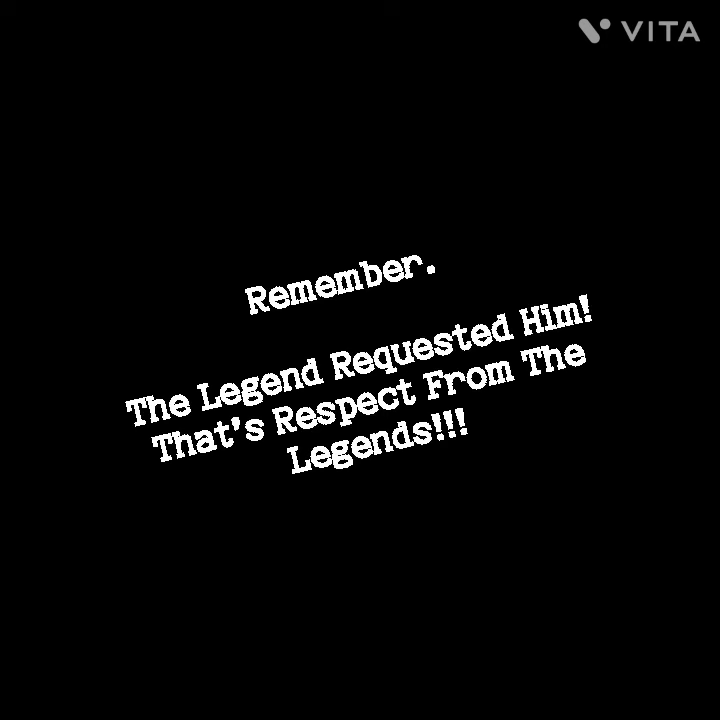 VITA
Remember.
The Legend Requested Him!
That's Respect From The
Legends!!!